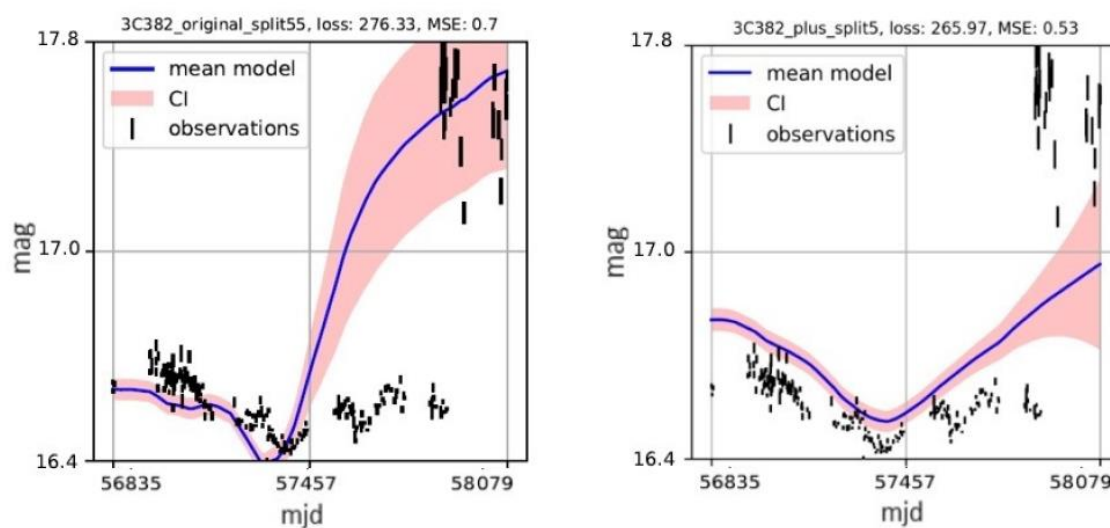 3C382_original_split55, loss: 276.33, MSE: 0.7
17.8
mean model
CI
observations
17.0
mag
16.4
56835
57457
58079
mjd
3C382_plus_split5, loss: 265.97, MSE: 0.53
17.8
mean model
CI
observations
17.0
mag
16.4
56835
57457
58079
mjd